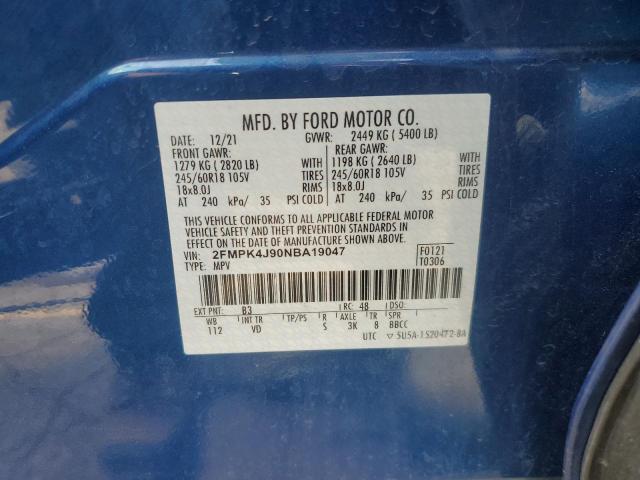 MFD. BY FORD MOTOR CO.
DATE: 12/21 GVWR: 2449 KG ( 5400 LB)
FRONT GAWR: REAR GAWR:
1279 KG ( 2820 LB) WITH 1198 KG ( 2640 LB) WITH
245/60R18 105V TIRES 245/60R18 105V TIRES
18x8.0J RIMS 18x8.0J RIMS
AT 240 kPa/ 35 PSI COLD AT 240 kPa/ 35 PSI COLD
THIS VEHICLE CONFORMS TO ALL APPLICABLE FEDERAL MOTOR
VEHICLE SAFETY AND THEFT PREVENTION STANDARDS IN
EFFECT ON THE DATE OF MANUFACTURE SHOWN ABOVE.
VIN: 2FMPK4J90NBA19047 F0121
TYPE: MPV T0306
EXT PNT: B3 RC: 48 DSO:
WB INT TR TP/PS R AXLE TR SPR
112 VD S 3K 8 BBCC
UTC ▽ 5U5A-1520472-BA